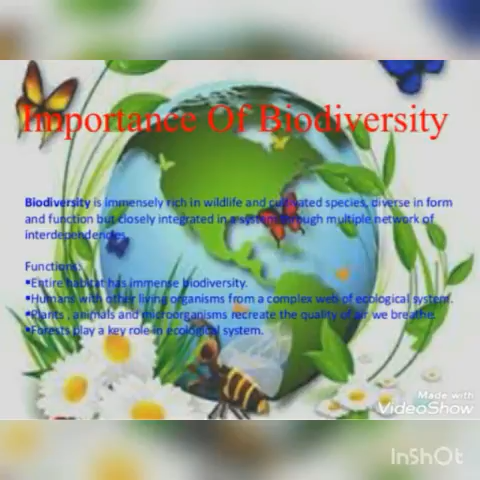 Importance Of Biodiversity
Biodiversity is immensely rich in wildlife and cultivated species, diverse in form
and function but closely integrated in a system through multiple network of
interdependencies.
Functions:
▪Entire habitat has immense biodiversity.
▪Humans with other living organisms from a complex web of ecological system.
▪Plants , animals and microorganisms recreate the quality of air we breathe.
▪Forests play a key role in ecological system.
Made with
VideoShow
InShOt